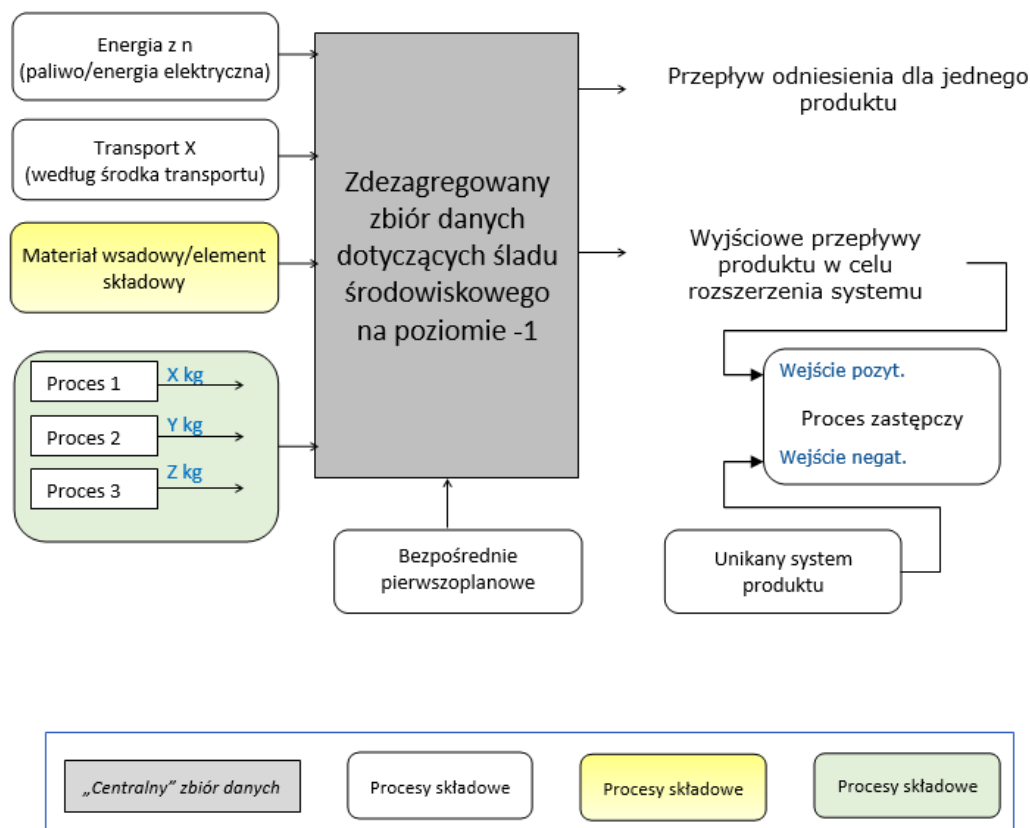 Energia z n
(paliwo/energia elektryczna)
Transport X
(według środka transportu)
Materiał wsadowy/element
składowy
Proces 1
X kg
Proces 2
Y kg
Proces 3
Z kg
Zdezagregowany
zbiór danych
dotyczących śladu
środowiskowego
na poziomie -1
Bezpośrednie
pierwszoplanowe
Przepływ odniesienia dla jednego
produktu
Wyjściowe przepływy
produktu w celu
rozszerzenia systemu
Wejście pozyt.
Proces zastępczy
Wejście negat.
Unikany system
produktu
„Centralny” zbiór danych
Procesy składowe
Procesy składowe
Procesy składowe